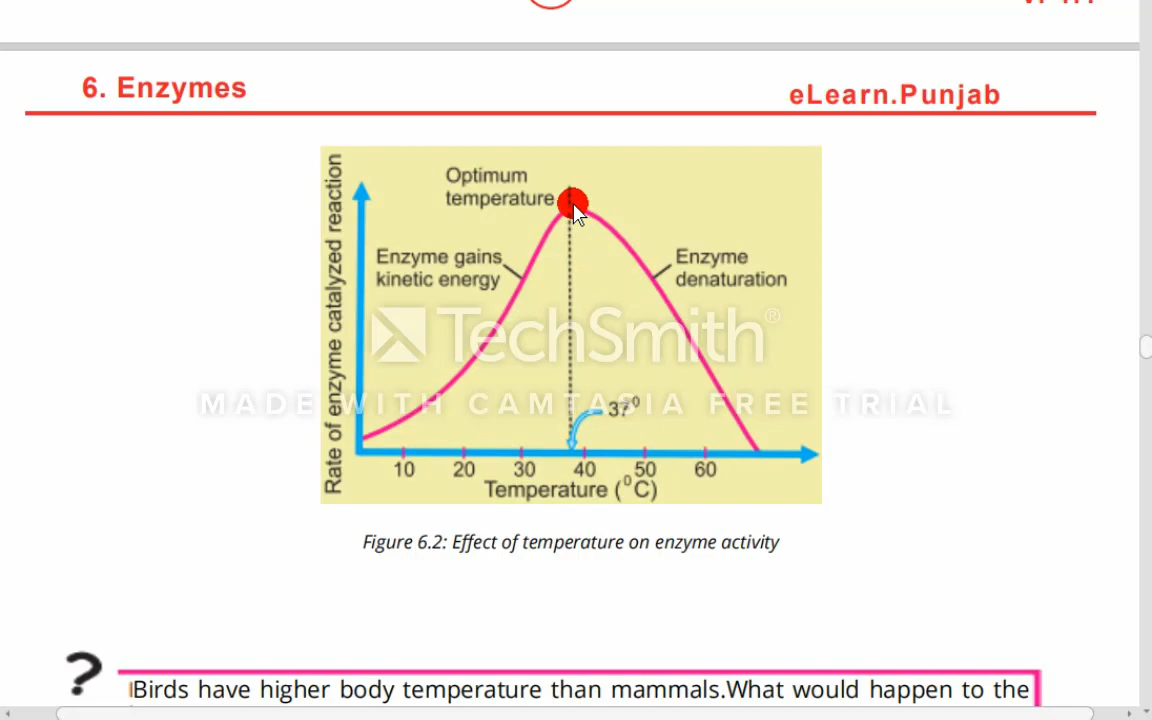 6. Enzymes
eLearn.Punjab
Rate of enzyme catalyzed reaction
Optimum
temperature
Enzyme gains
kinetic energy
Enzyme
denaturation
TechSmith®
MADE WITH CAMTASIA FREE TRIAL
37⁰
10 20 30 40 50 60
Temperature (⁰C)
Figure 6.2: Effect of temperature on enzyme activity
?
Birds have higher body temperature than mammals.What would happen to the